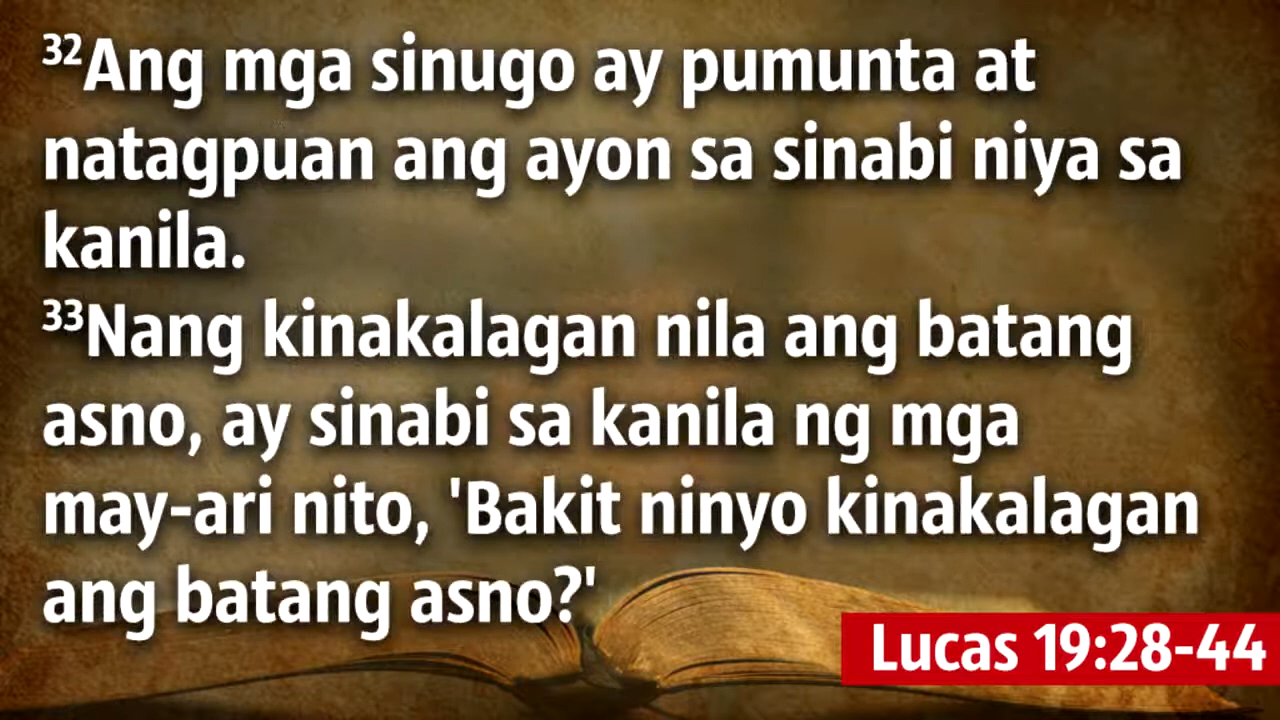 ³²Ang mga sinugo ay pumunta at
natagpuan ang ayon sa sinabi niya sa
kanila.
³³Nang kinakalagan nila ang batang
asno, ay sinabi sa kanila ng mga
may-ari nito, 'Bakit ninyo kinakalagan
ang batang asno?'
Lucas 19:28-44